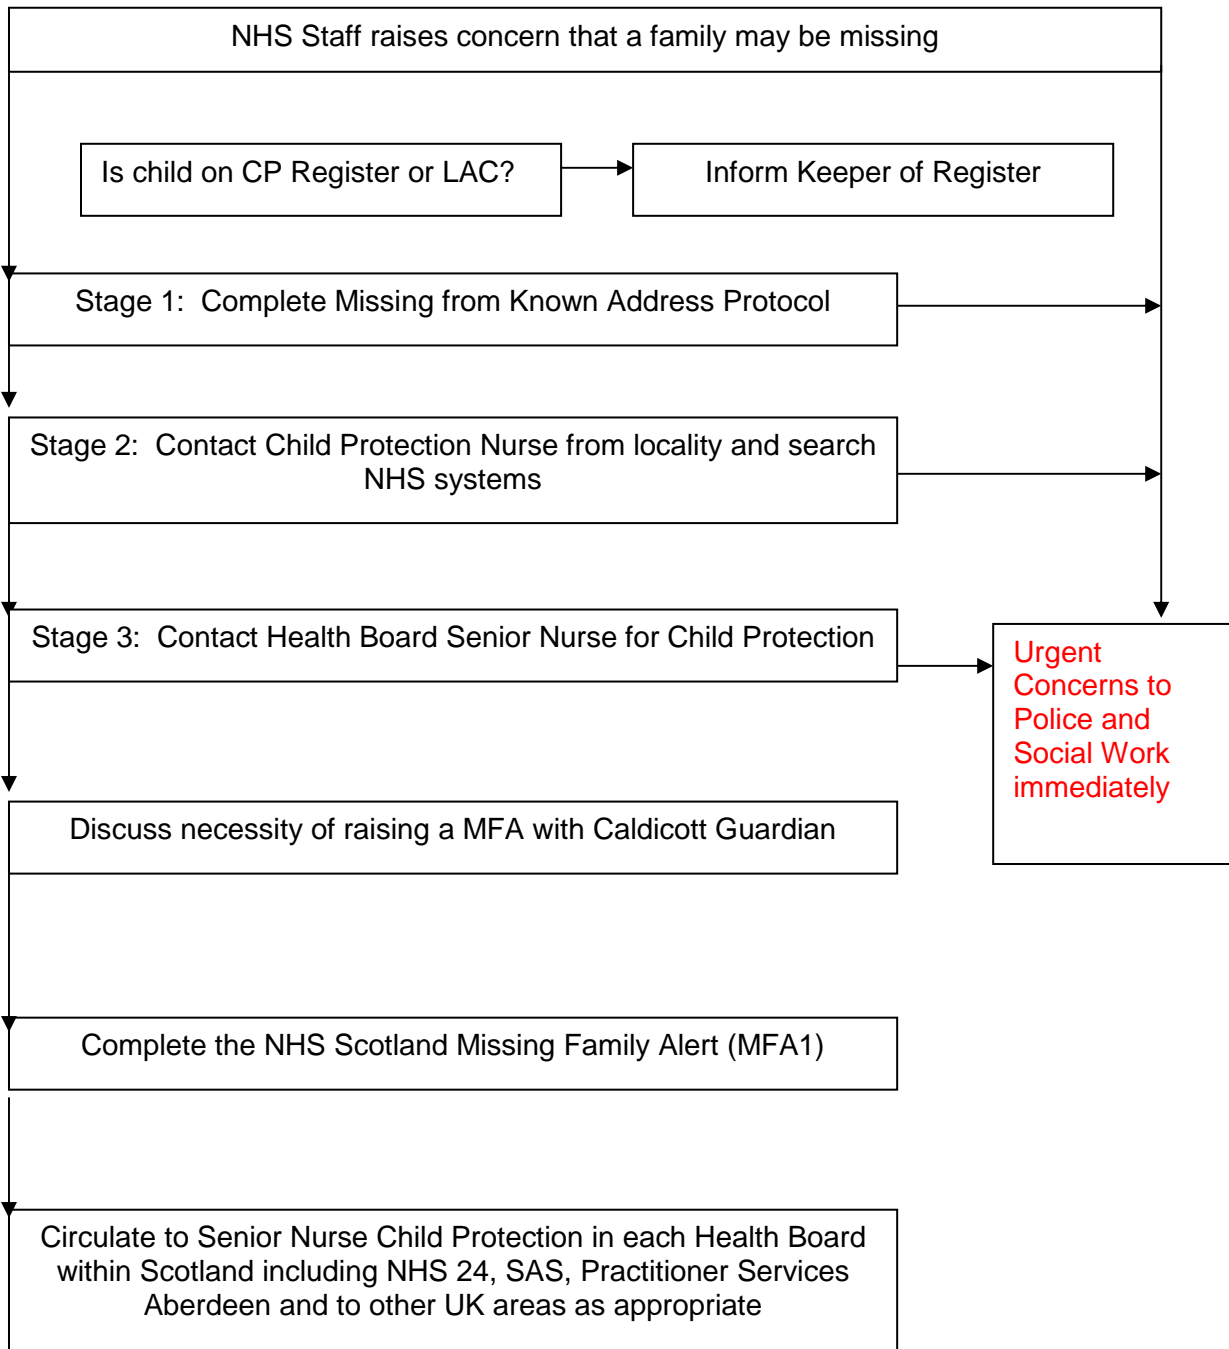 NHS Staff raises concern that a family may be missing
Is child on CP Register or LAC?
Inform Keeper of Register
Stage 1:  Complete Missing from Known Address Protocol
Stage 2:  Contact Child Protection Nurse from locality and search
NHS systems
Stage 3:  Contact Health Board Senior Nurse for Child Protection
Urgent
Concerns to
Police and
Social Work
immediately
Discuss necessity of raising a MFA with Caldicott Guardian
Complete the NHS Scotland Missing Family Alert (MFA1)
Circulate to Senior Nurse Child Protection in each Health Board
within Scotland including NHS 24, SAS, Practitioner Services
Aberdeen and to other UK areas as appropriate